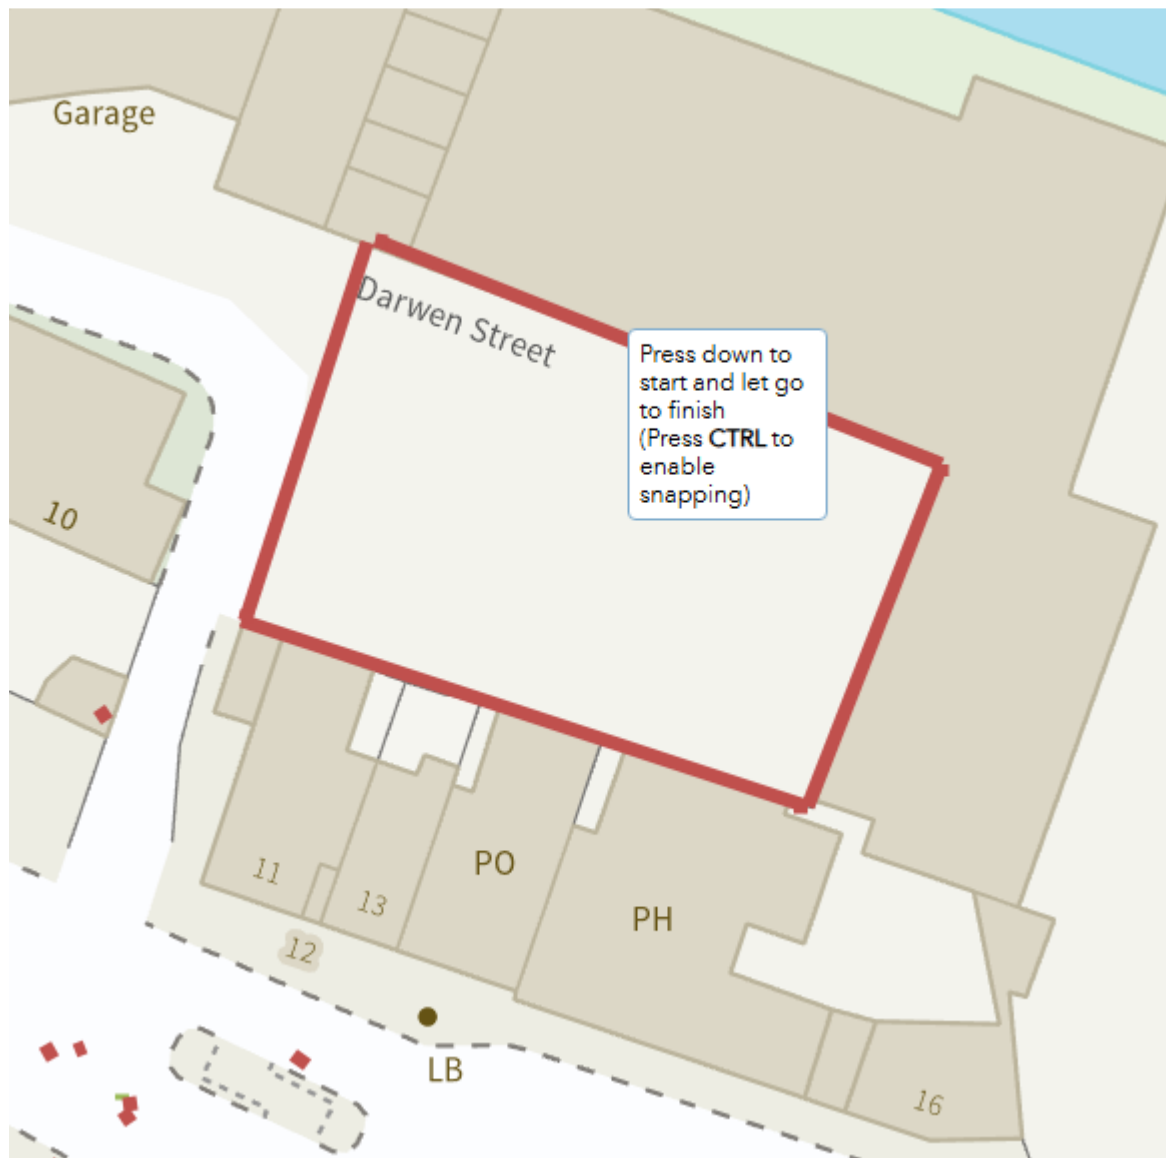 Garage
Darwen Street
Press down to
start and let go
to finish
(Press CTRL to
enable
snapping)
10
11
13
PO
PH
12
LB
16